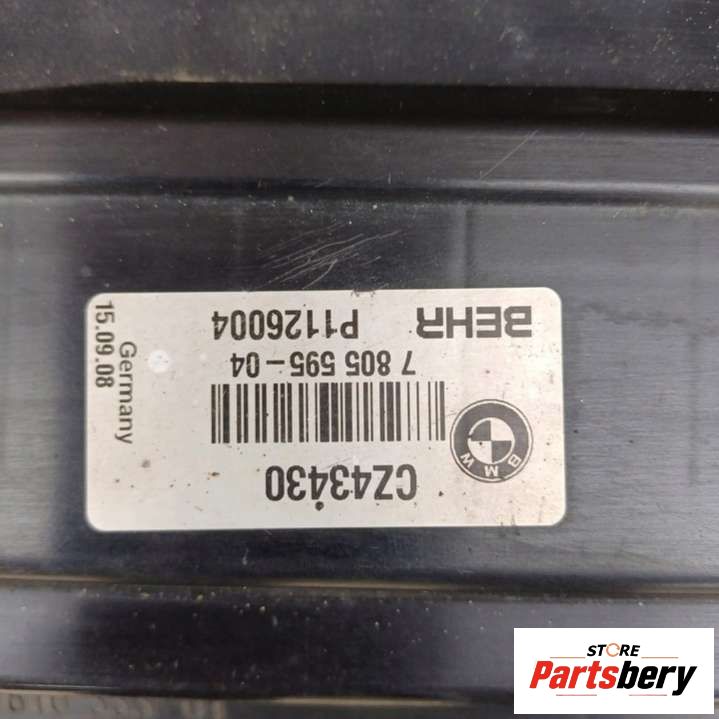 CZ43430
BMW
7 805 595-04
BEHR P1126004
Germany
15.09.08
STORE
Partsbery